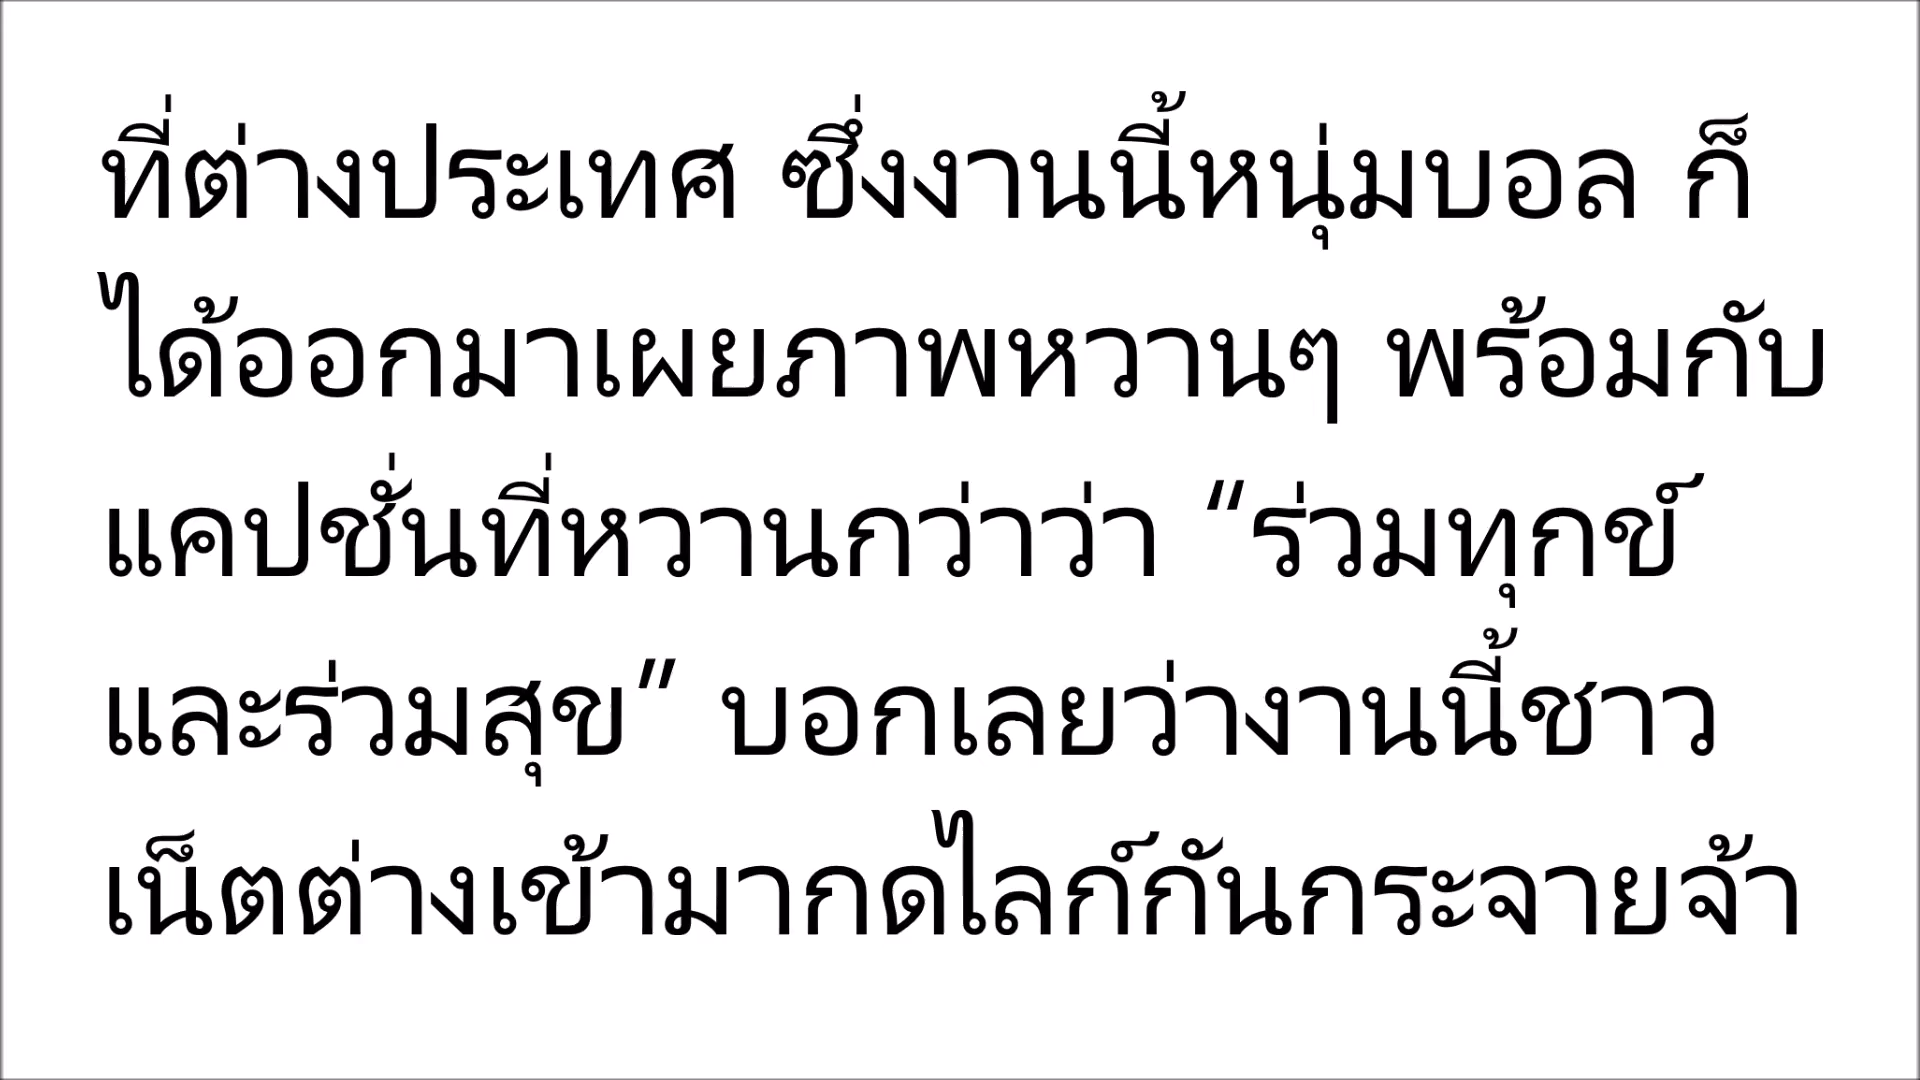 ที่ต่างประเทศ ซึ่งงานนี้หนุ่มบอล ก็
ได้ออกมาเผยภาพหวานๆ พร้อมกับ
แคปชั่นที่หวานกว่าว่า “ร่วมทุกข์
และร่วมสุข” บอกเลยว่างานนี้ชาว
เน็ตต่างเข้ามากดไลก์กันกระจายจ้า